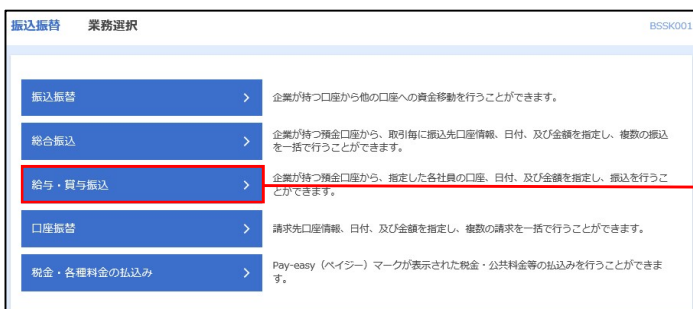 振込振替 業務選択 BSSK001
振込振替
企業が持つ口座から他の口座への資金移動を行うことができます。
総合振込
企業が持つ預金口座から、取引毎に振込先口座情報、日付、及び金額を指定し、複数の振込
を一括で行うことができます。
給与・賞与振込
企業が持つ預金口座から、指定した各社員の口座、日付、及び金額を指定し、振込を行うこ
とができます。
口座振替
請求先口座情報、日付、及び金額を指定し、複数の請求を一括で行うことができます。
税金・各種料金の払込み
Pay-easy（ペイジー）マークが表示された税金・公共料金等の払込みを行うことができま
す。